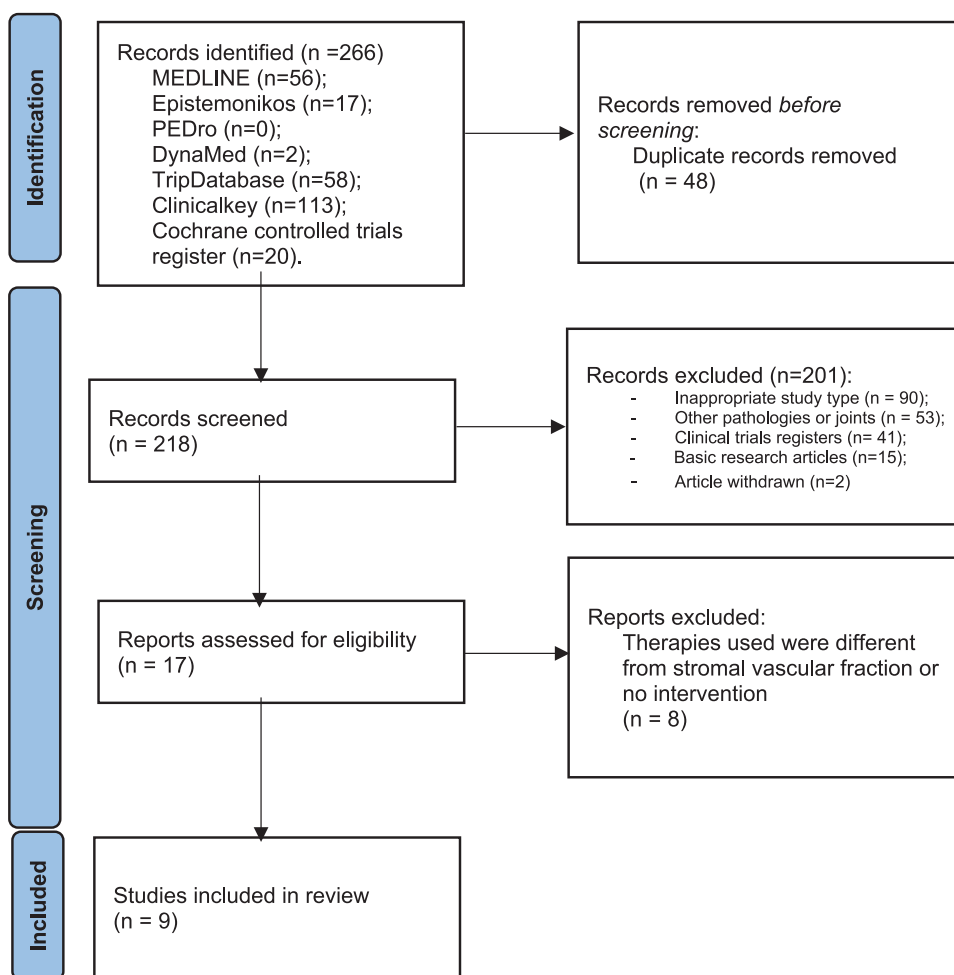 Identification
Records identified (n =266)
MEDLINE (n=56);
Epistemonikos (n=17);
PEDro (n=0);
DynaMed (n=2);
TripDatabase (n=58);
Clinicalkey (n=113);
Cochrane controlled trials
register (n=20).
Records removed before
screening:
Duplicate records removed
(n = 48)
Screening
Records screened
(n = 218)
Records excluded (n=201):
- Inappropriate study type (n = 90);
- Other pathologies or joints (n = 53);
- Clinical trials registers (n= 41);
- Basic research articles (n=15);
- Article withdrawn (n=2)
Reports assessed for eligibility
(n = 17)
Reports excluded:
Therapies used were different
from stromal vascular fraction or
no intervention
(n = 8)
Included
Studies included in review
(n = 9)